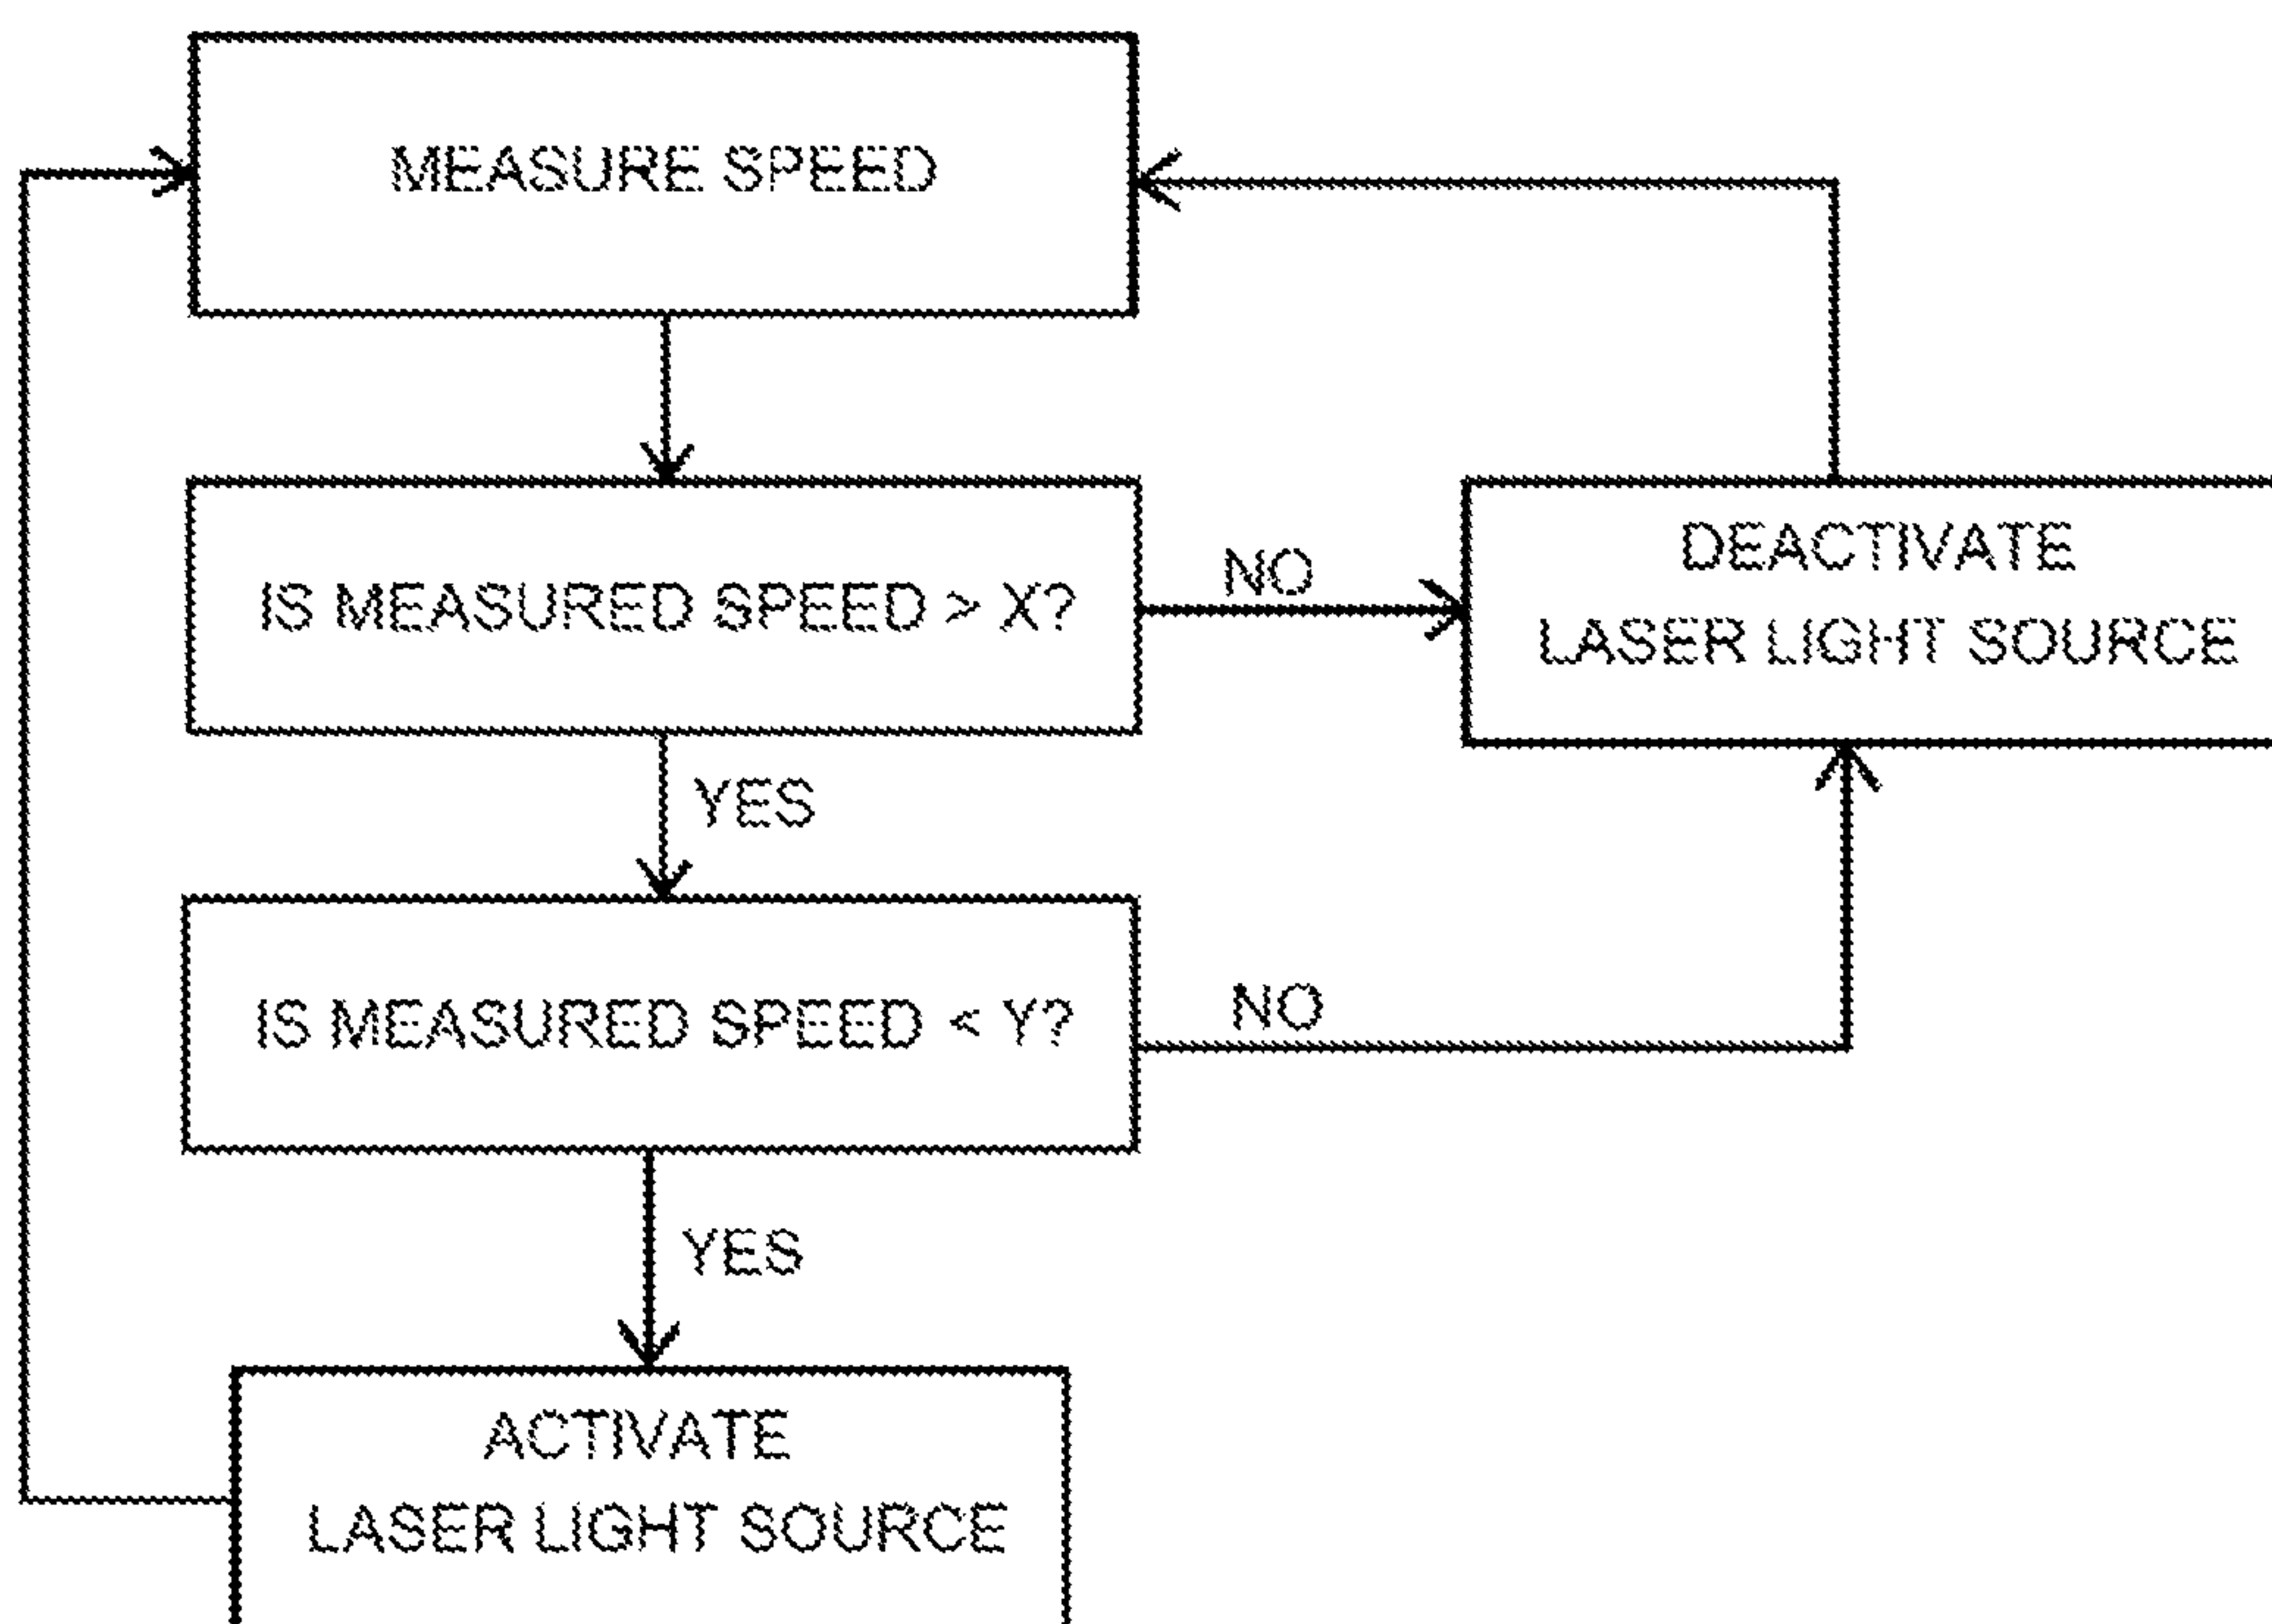 MEASURE SPEED
IS MEASURED SPEED > X?
NO
DEACTIVATE
LASER LIGHT SOURCE
YES
IS MEASURED SPEED < Y?
NO
YES
ACTIVATE
LASER LIGHT SOURCE